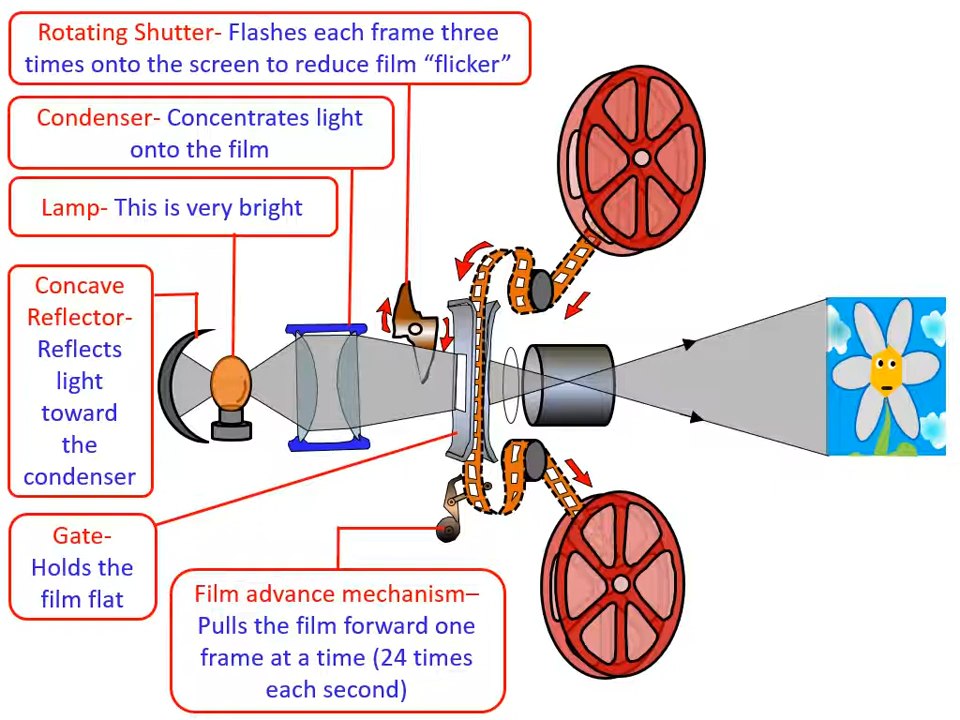 Rotating Shutter- Flashes each frame three
times onto the screen to reduce film “flicker”
Condenser- Concentrates light
onto the film
Lamp- This is very bright
Concave
Reflector-
Reflects
light
toward
the
condenser
Gate-
Holds the
film flat
Film advance mechanism–
Pulls the film forward one
frame at a time (24 times
each second)